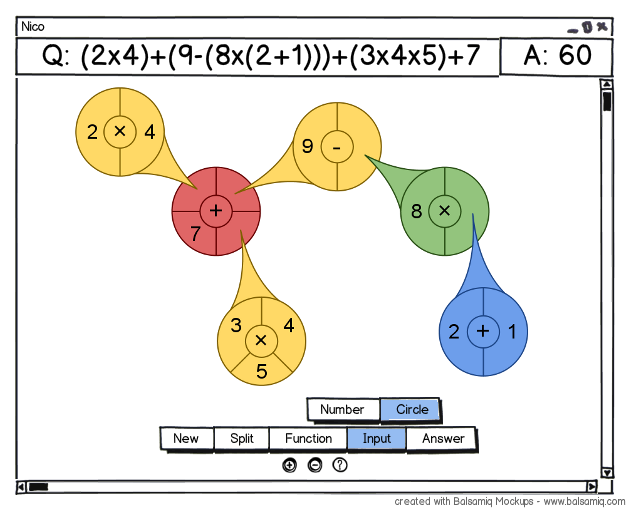 Nico
Q: (2x4)+(9-(8x(2+1)))+(3x4x5)+7 A: 60
2 × 4
9 -
8 ×
+
7
3 4
×
5
2 + 1
Number Circle
New Split Function Input Answer
+ - ?
created with Balsamiq Mockups - www.balsamiq.com